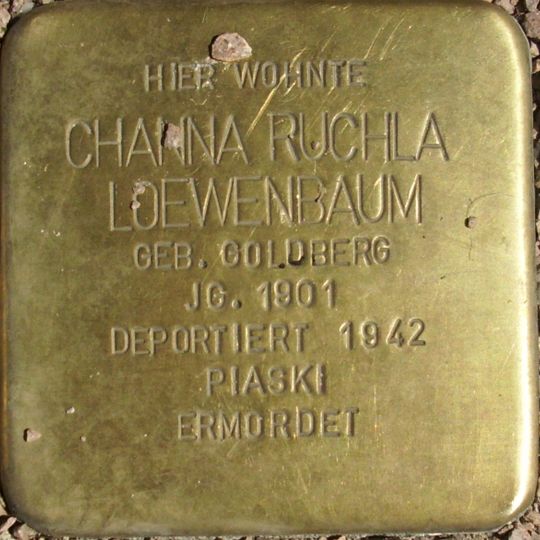 HIER WOHNTE
CHANNA RUCHLA
LOEWENBAUM
GEB. GOLDBERG
JG. 1901
DEPORTIERT 1942
PIASKI
ERMORDET